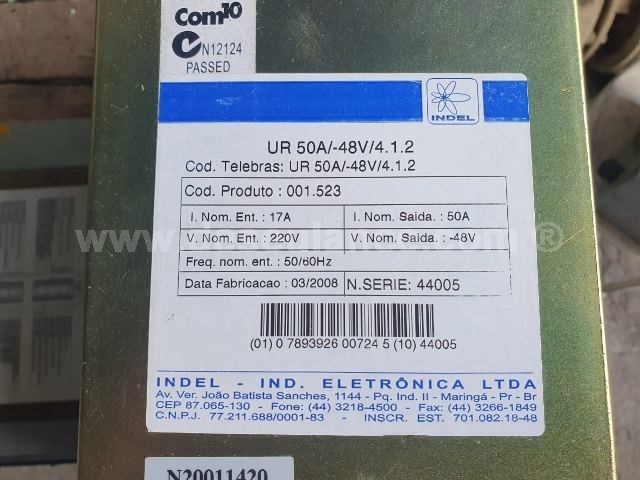 Com10
N12124
PASSED
INDEL
UR 50A/-48V/4.1.2
Cod. Telebras: UR 50A/-48V/4.1.2
Cod. Produto : 001.523
I. Nom. Ent. : 17A I. Nom. Saida. : 50A
V. Nom. Ent. : 220V V. Nom. Saida. : -48V
Freq. nom. ent. : 50/60Hz
Data Fabricacao : 03/2008 N.SERIE: 44005
(01) 0 7893926 00724 5 (10) 44005
INDEL - IND. ELETRÔNICA LTDA
Av. Ver. João Batista Sanches, 1144 - Pq. Ind. II - Maringá - Pr - Br
CEP 87.065-130 - Fone: (44) 3218-4500 - Fax: (44) 3266-1849
C.N.P.J. 77.211.688/0001-83 - INSCR. EST. 701.082.18-48
N20011420